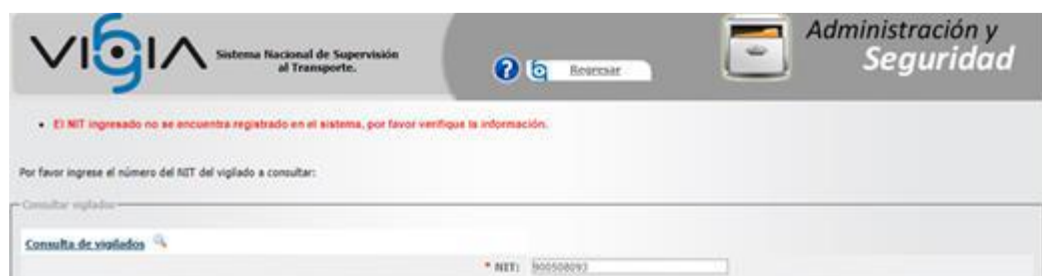 VIGIA
Sistema Nacional de Supervisión
al Transporte.
Regresar
Administración y
Seguridad
El NIT ingresado no se encuentra registrado en el sistema, por favor verifique la información.
Por favor ingrese el número del NIT del vigilado a consultar:
Consultar vigilados
Consulta de vigilados
* NIT: 900508093